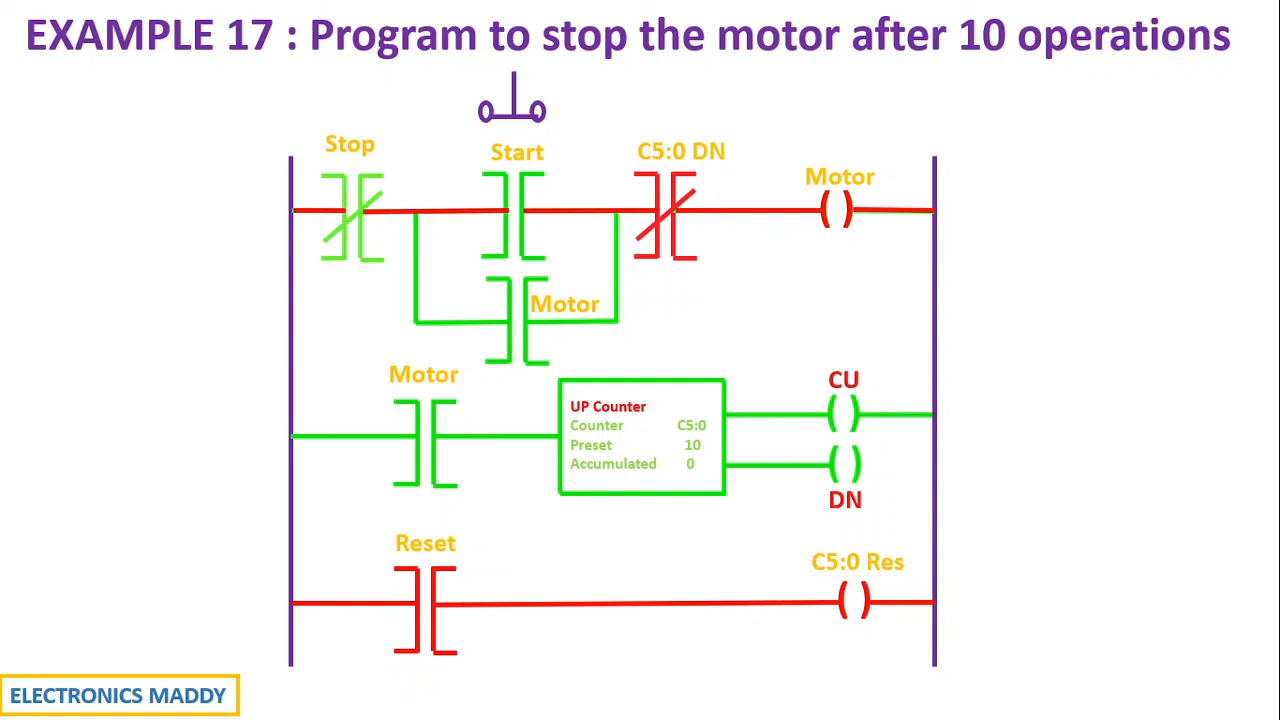 EXAMPLE 17 : Program to stop the motor after 10 operations
Stop
Start
C5:0 DN
Motor
Motor
Motor
UP Counter
Counter C5:0
Preset 10
Accumulated 0
CU
DN
Reset
C5:0 Res
ELECTRONICS MADDY